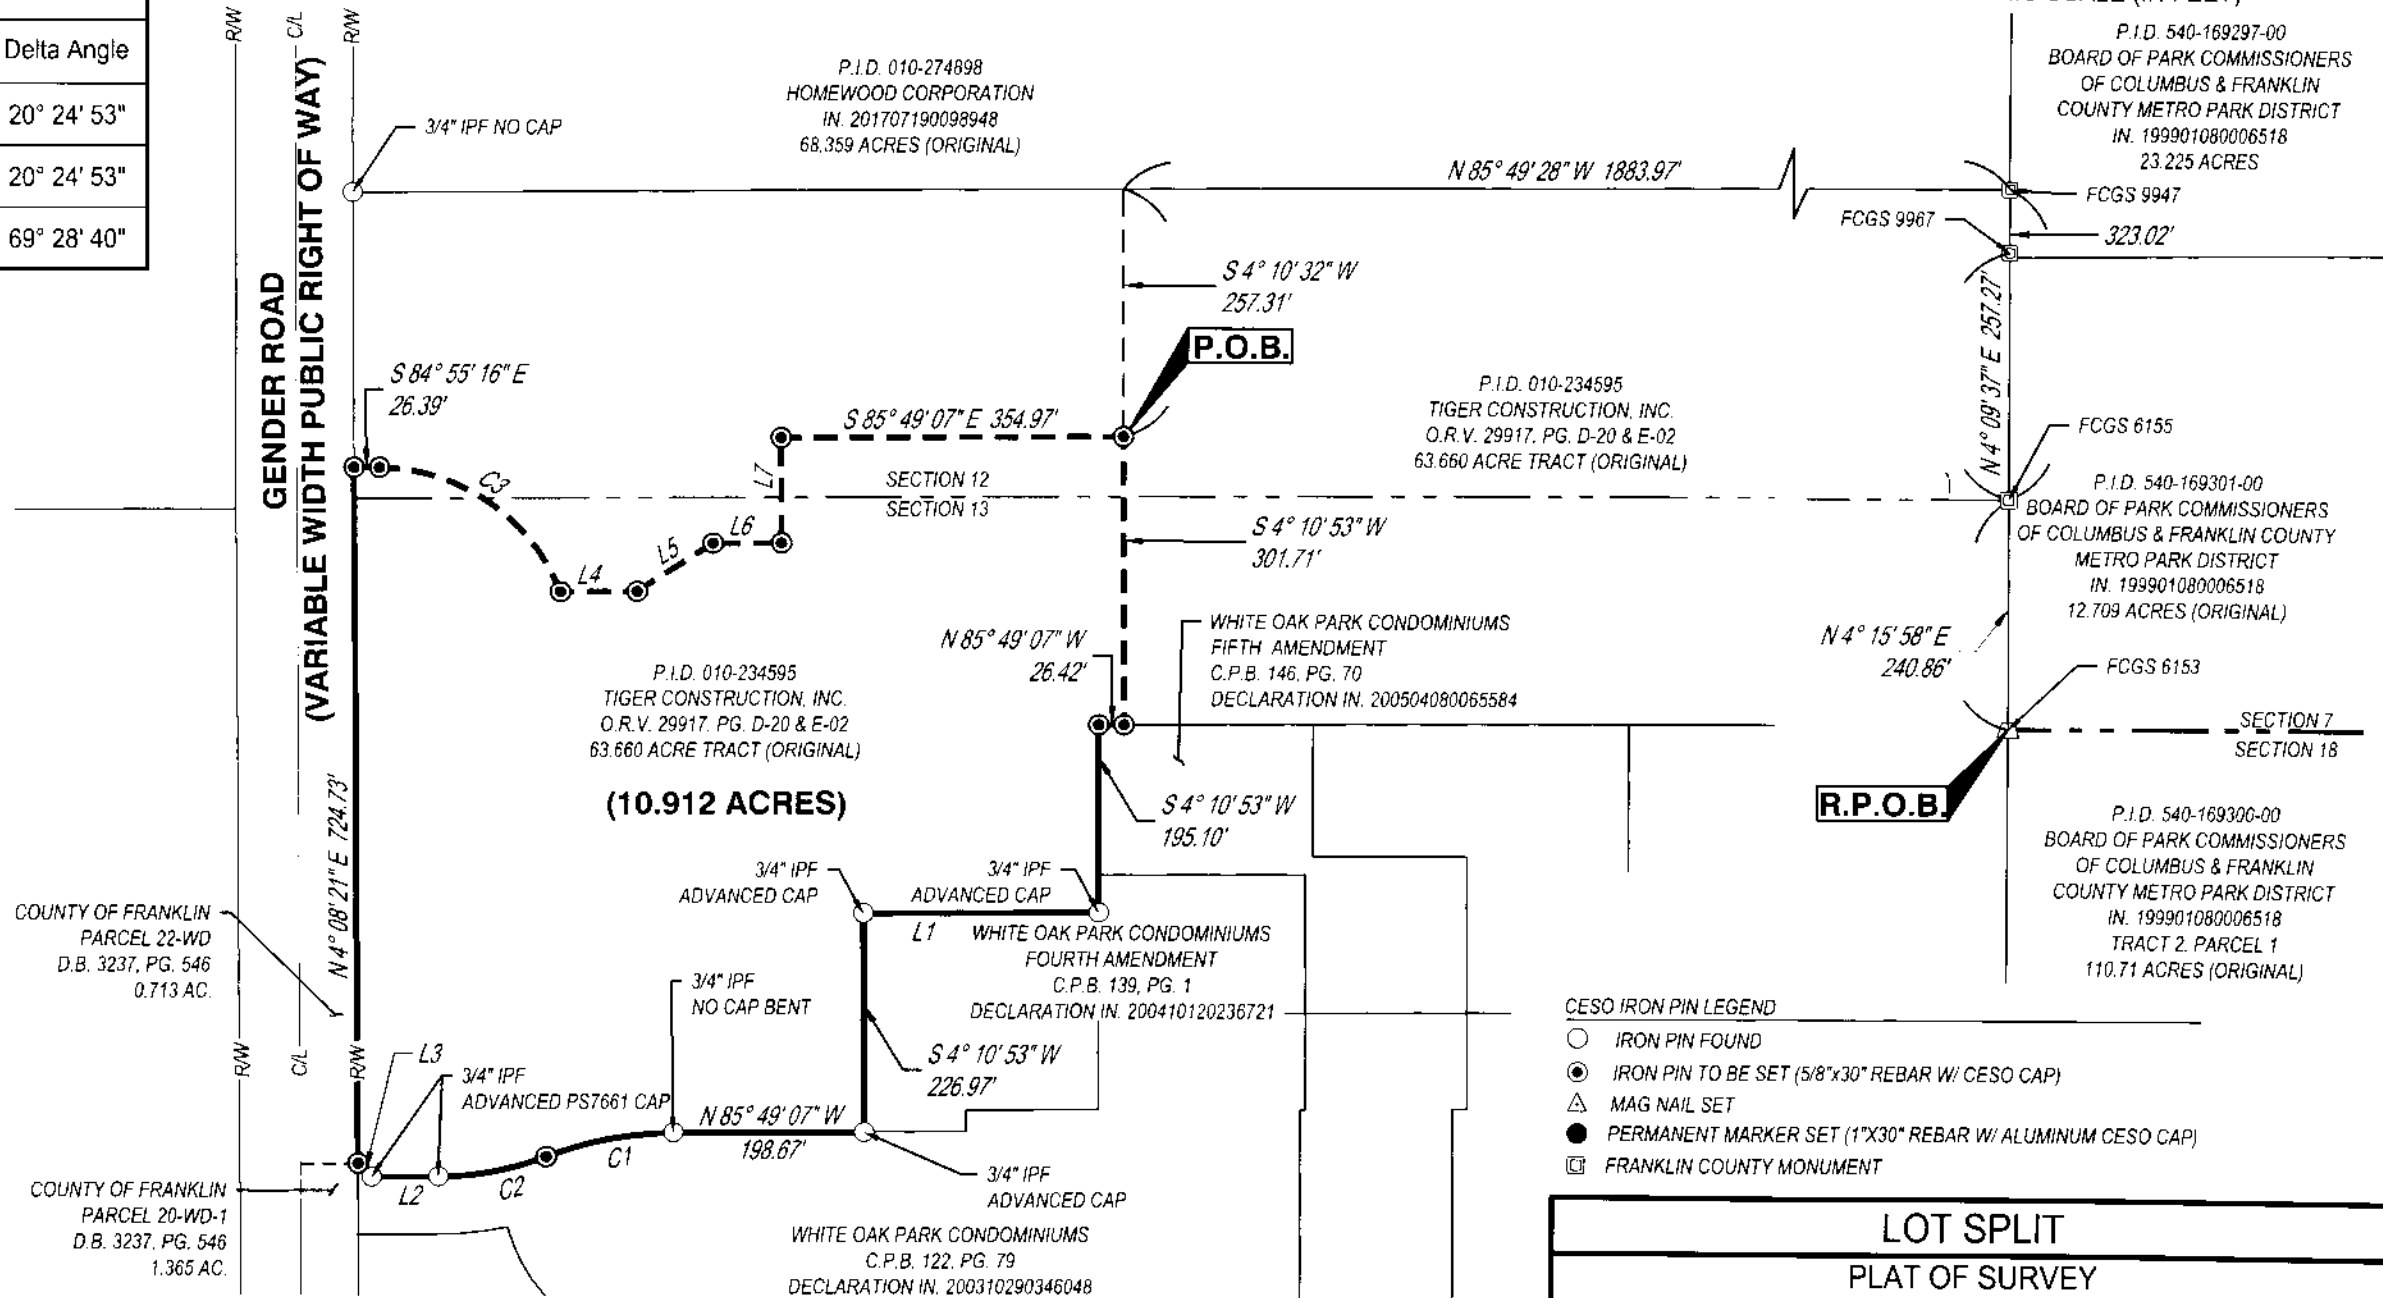 Delta Angle
20° 24' 53"
20° 24' 53"
69° 28' 40"
R/W
C/L
R/W
GENDER ROAD
(VARIABLE WIDTH PUBLIC RIGHT OF WAY)
3/4" IPF NO CAP
P.I.D. 010-274898
HOMEWOOD CORPORATION
IN. 201707190098948
68.359 ACRES (ORIGINAL)
N 85° 49' 28" W 1883.97'
P.I.D. 540-169297-00
BOARD OF PARK COMMISSIONERS
OF COLUMBUS & FRANKLIN
COUNTY METRO PARK DISTRICT
IN. 199901080006518
23.225 ACRES
FCGS 9947
FCGS 9967
323.02'
S 4° 10' 32" W
257.31'
P.O.B.
N 4° 09' 37" E 257.27'
S 84° 55' 16" E
26.39'
S 85° 49' 07" E 354.97'
C3
L7
L6
L5
L4
SECTION 12
SECTION 13
P.I.D. 010-234595
TIGER CONSTRUCTION, INC.
O.R.V. 29917, PG. D-20 & E-02
63.660 ACRE TRACT (ORIGINAL)
FCGS 6155
P.I.D. 540-169301-00
BOARD OF PARK COMMISSIONERS
OF COLUMBUS & FRANKLIN COUNTY
METRO PARK DISTRICT
IN. 199901080006518
12.709 ACRES (ORIGINAL)
S 4° 10' 53" W
301.71'
N 85° 49' 07" W
26.42'
WHITE OAK PARK CONDOMINIUMS
FIFTH AMENDMENT
C.P.B. 146, PG. 70
DECLARATION IN. 200504080065584
N 4° 15' 58" E
240.86'
FCGS 6153
SECTION 7
SECTION 18
R.P.O.B.
P.I.D. 010-234595
TIGER CONSTRUCTION, INC.
O.R.V. 29917, PG. D-20 & E-02
63.660 ACRE TRACT (ORIGINAL)
(10.912 ACRES)
S 4° 10' 53" W
195.10'
N 4° 08' 21" E 724.73'
P.I.D. 540-169300-00
BOARD OF PARK COMMISSIONERS
OF COLUMBUS & FRANKLIN
COUNTY METRO PARK DISTRICT
IN. 199901080006518
TRACT 2, PARCEL 1
110.71 ACRES (ORIGINAL)
3/4" IPF
ADVANCED CAP
3/4" IPF
ADVANCED CAP
L1
WHITE OAK PARK CONDOMINIUMS
FOURTH AMENDMENT
C.P.B. 139, PG. 1
DECLARATION IN. 200410120236721
COUNTY OF FRANKLIN
PARCEL 22-WD
D.B. 3237, PG. 546
0.713 AC.
3/4" IPF
NO CAP BENT
S 4° 10' 53" W
226.97'
R/W
C/L
R/W
L3
3/4" IPF
ADVANCED PS7661 CAP
N 85° 49' 07" W
198.67'
C1
C2
L2
3/4" IPF
ADVANCED CAP
COUNTY OF FRANKLIN
PARCEL 20-WD-1
D.B. 3237, PG. 546
1.365 AC.
WHITE OAK PARK CONDOMINIUMS
C.P.B. 122, PG. 79
DECLARATION IN. 200310290346048
CESO IRON PIN LEGEND
IRON PIN FOUND
IRON PIN TO BE SET (5/8"x30" REBAR W/ CESO CAP)
MAG NAIL SET
PERMANENT MARKER SET (1"X30" REBAR W/ ALUMINUM CESO CAP)
FRANKLIN COUNTY MONUMENT
LOT SPLIT
PLAT OF SURVEY